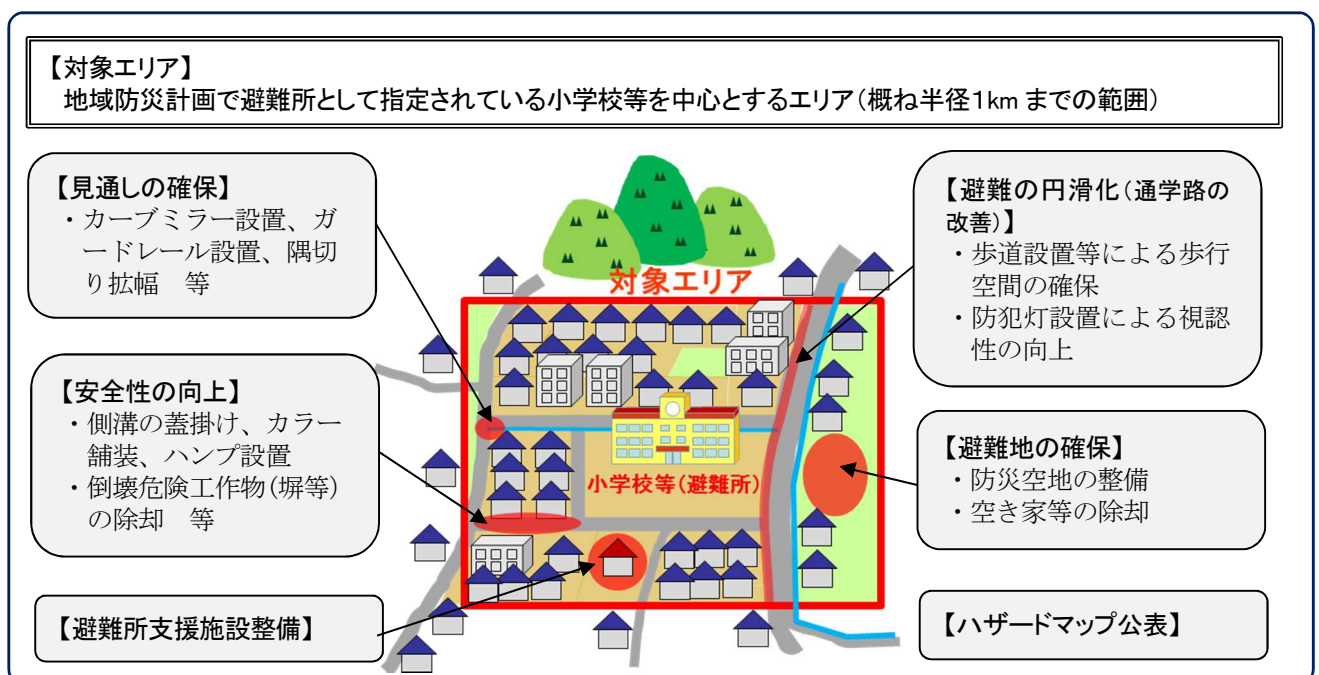 【対象エリア】
地域防災計画で避難所として指定されている小学校等を中心とするエリア(概ね半径1km までの範囲)
【見通しの確保】
・カーブミラー設置、ガ
ードレール設置、隅切
り拡幅　等
【安全性の向上】
・側溝の蓋掛け、カラー
舗装、ハンプ設置
・倒壊危険工作物(塀等)
の除却　等
【避難所支援施設整備】
対象エリア
小学校等(避難所)
【避難の円滑化(通学路の
改善)】
・歩道設置等による歩行
空間の確保
・防犯灯設置による視認
性の向上
【避難地の確保】
・防災空地の整備
・空き家等の除却
【ハザードマップ公表】